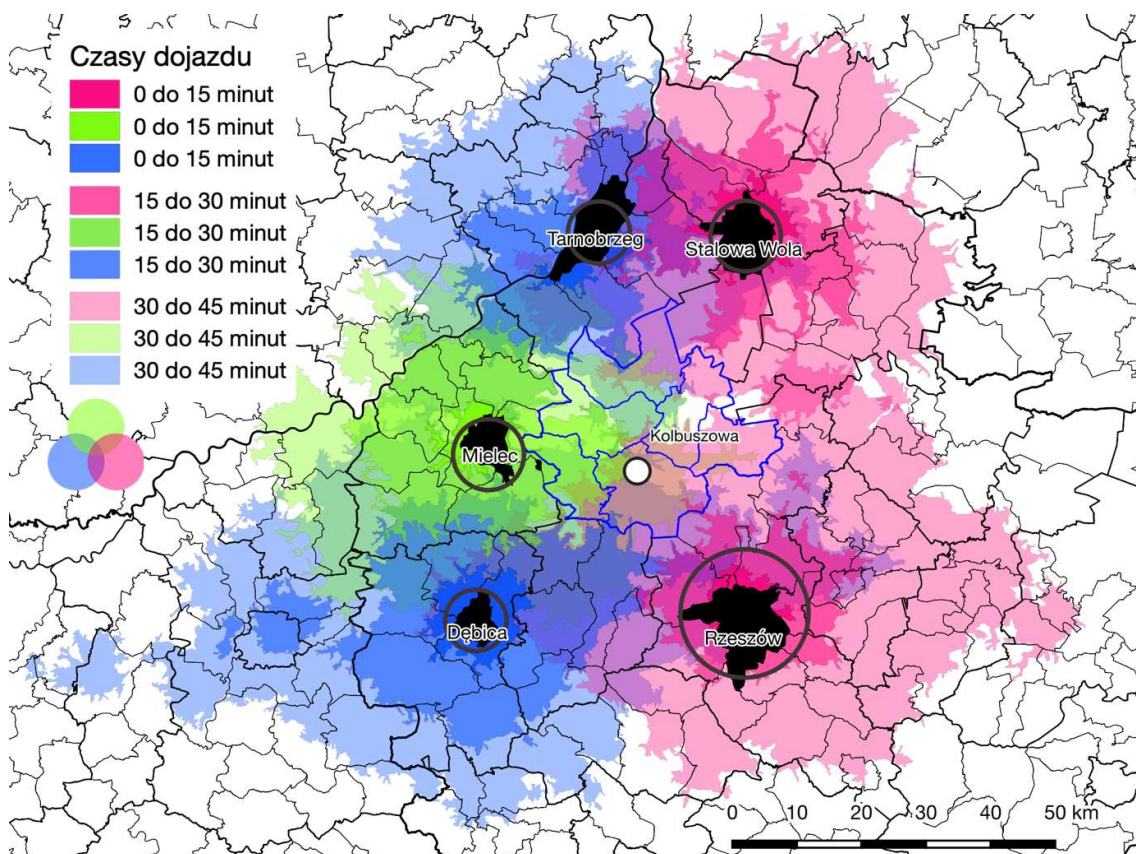 Czasy dojazdu
0 do 15 minut
0 do 15 minut
0 do 15 minut
15 do 30 minut
15 do 30 minut
15 do 30 minut
30 do 45 minut
30 do 45 minut
30 do 45 minut
Tarnobrzeg
Stalowa Wola
Kolbuszowa
Mielec
Dębica
Rzeszów
0 10 20 30 40 50 km